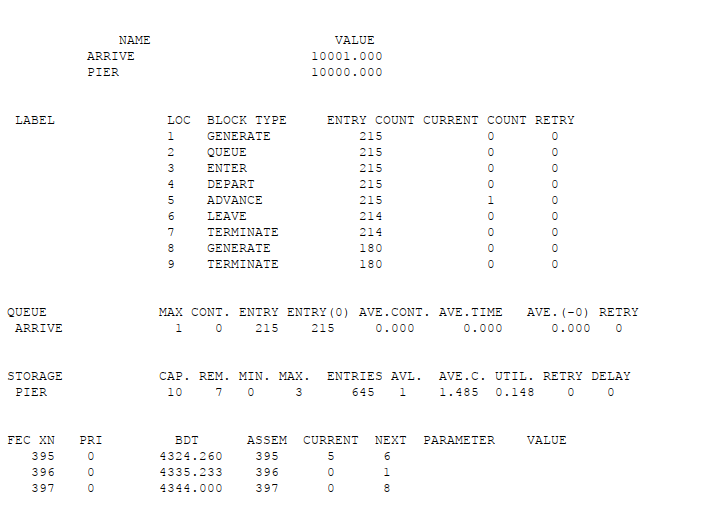 NAME VALUE
ARRIVE 10001.000
PIER 10000.000
LABEL LOC BLOCK TYPE ENTRY COUNT CURRENT COUNT RETRY
1 GENERATE 215 0 0
2 QUEUE 215 0 0
3 ENTER 215 0 0
4 DEPART 215 0 0
5 ADVANCE 215 1 0
6 LEAVE 214 0 0
7 TERMINATE 214 0 0
8 GENERATE 180 0 0
9 TERMINATE 180 0 0
QUEUE MAX CONT. ENTRY ENTRY(0) AVE.CONT. AVE.TIME AVE.(-0) RETRY
ARRIVE 1 0 215 215 0.000 0.000 0.000 0
STORAGE CAP. REM. MIN. MAX. ENTRIES AVL. AVE.C. UTIL. RETRY DELAY
PIER 10 7 0 3 645 1 1.485 0.148 0 0
FEC XN PRI BDT ASSEM CURRENT NEXT PARAMETER VALUE
395 0 4324.260 395 5 6
396 0 4335.233 396 0 1
397 0 4344.000 397 0 8